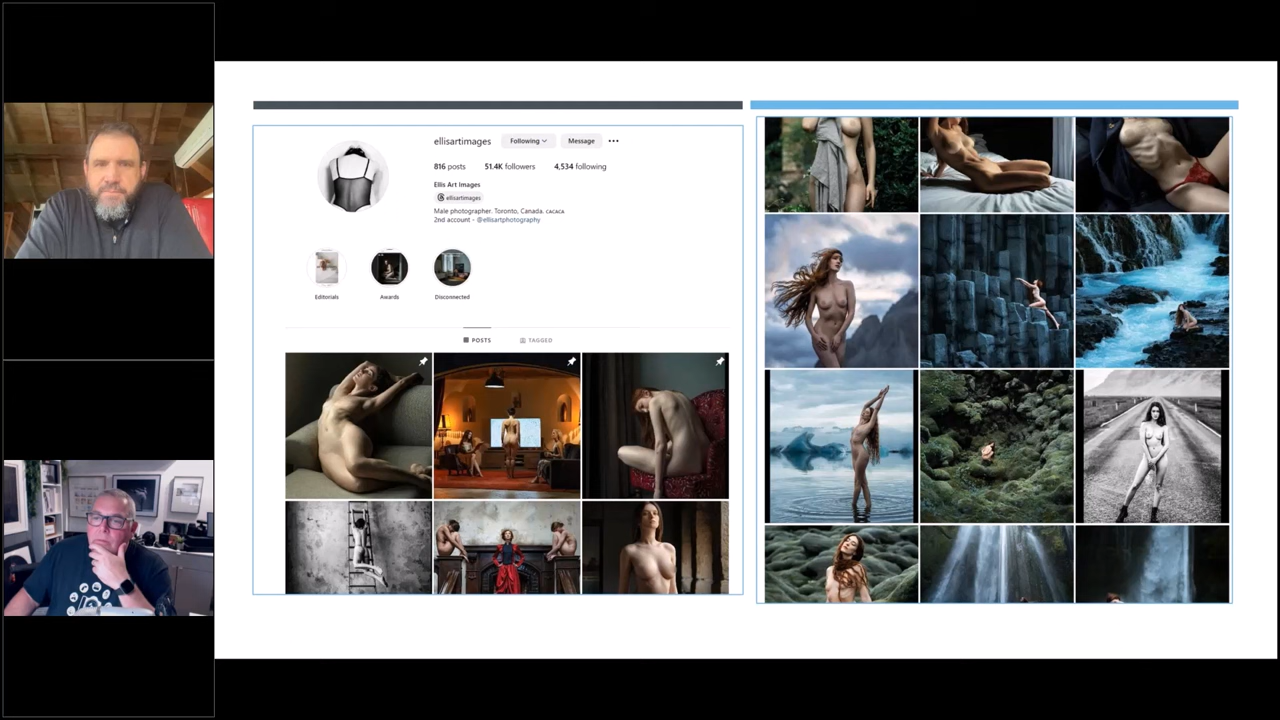 ellisartimages Following Message ...
816 posts 51.4K followers 4,534 following
Ellis Art Images
ellisartimages
Male photographer. Toronto, Canada. CACACA
2nd account - @ellisartphotography
Editorials Awards Disconnected
POSTS TAGGED